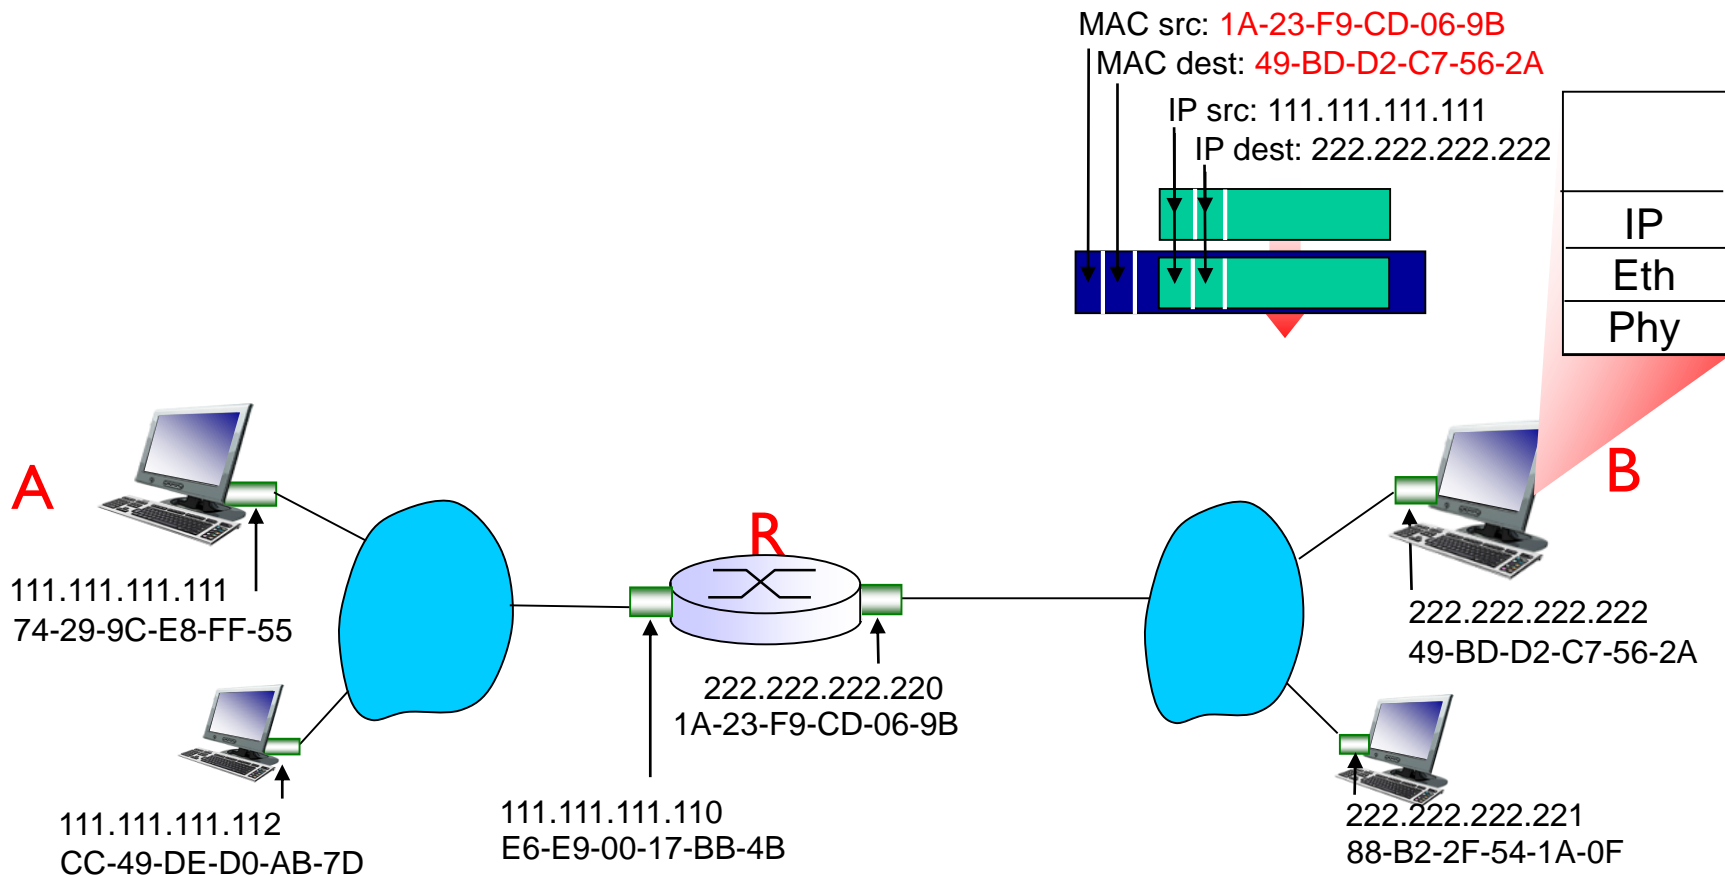 MAC src: 1A-23-F9-CD-06-9B
MAC dest: 49-BD-D2-C7-56-2A
IP src: 111.111.111.111
IP dest: 222.222.222.222
IP
Eth
Phy
A
B
R
111.111.111.111
74-29-9C-E8-FF-55
222.222.222.222
49-BD-D2-C7-56-2A
222.222.222.220
1A-23-F9-CD-06-9B
111.111.111.112
CC-49-DE-D0-AB-7D
111.111.111.110
E6-E9-00-17-BB-4B
222.222.222.221
88-B2-2F-54-1A-0F